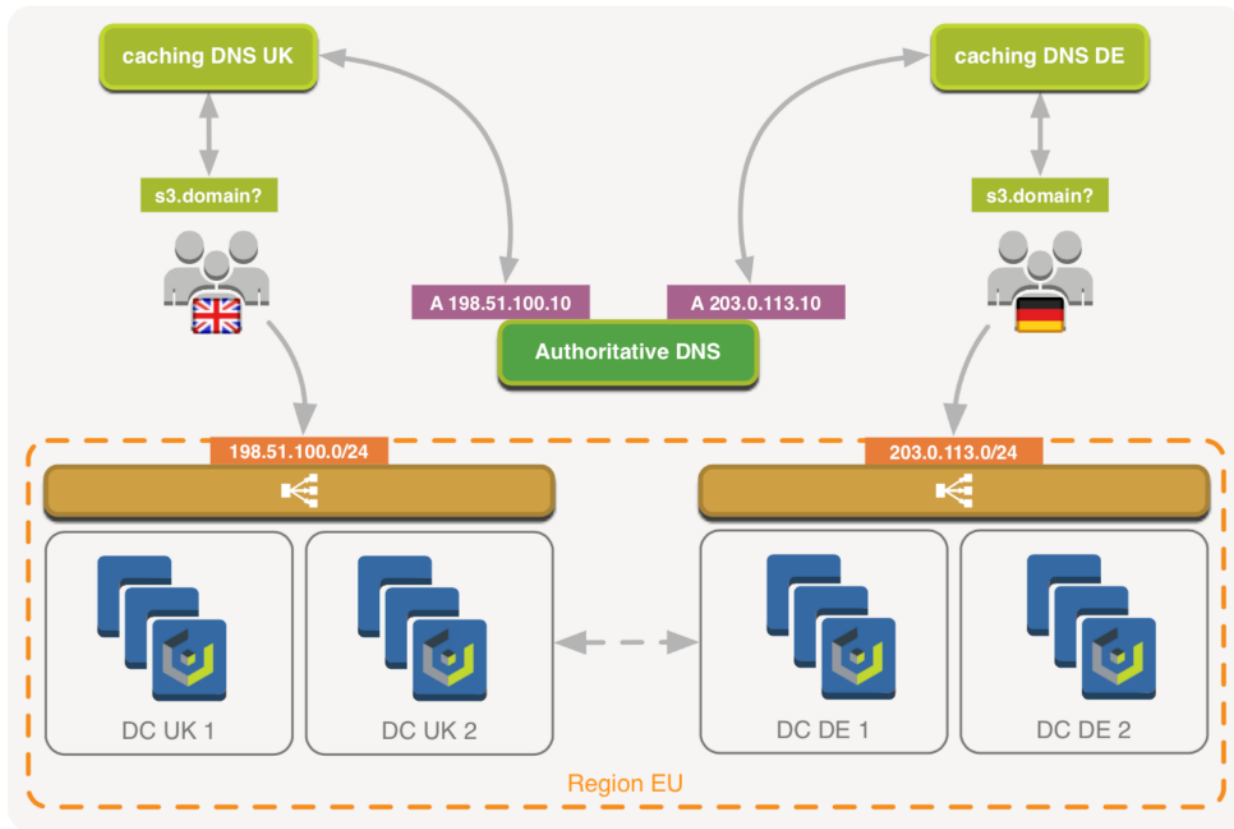 caching DNS UK
caching DNS DE
s3.domain?
s3.domain?
A 198.51.100.10
A 203.0.113.10
Authoritative DNS
198.51.100.0/24
203.0.113.0/24
DC UK 1
DC UK 2
DC DE 1
DC DE 2
Region EU